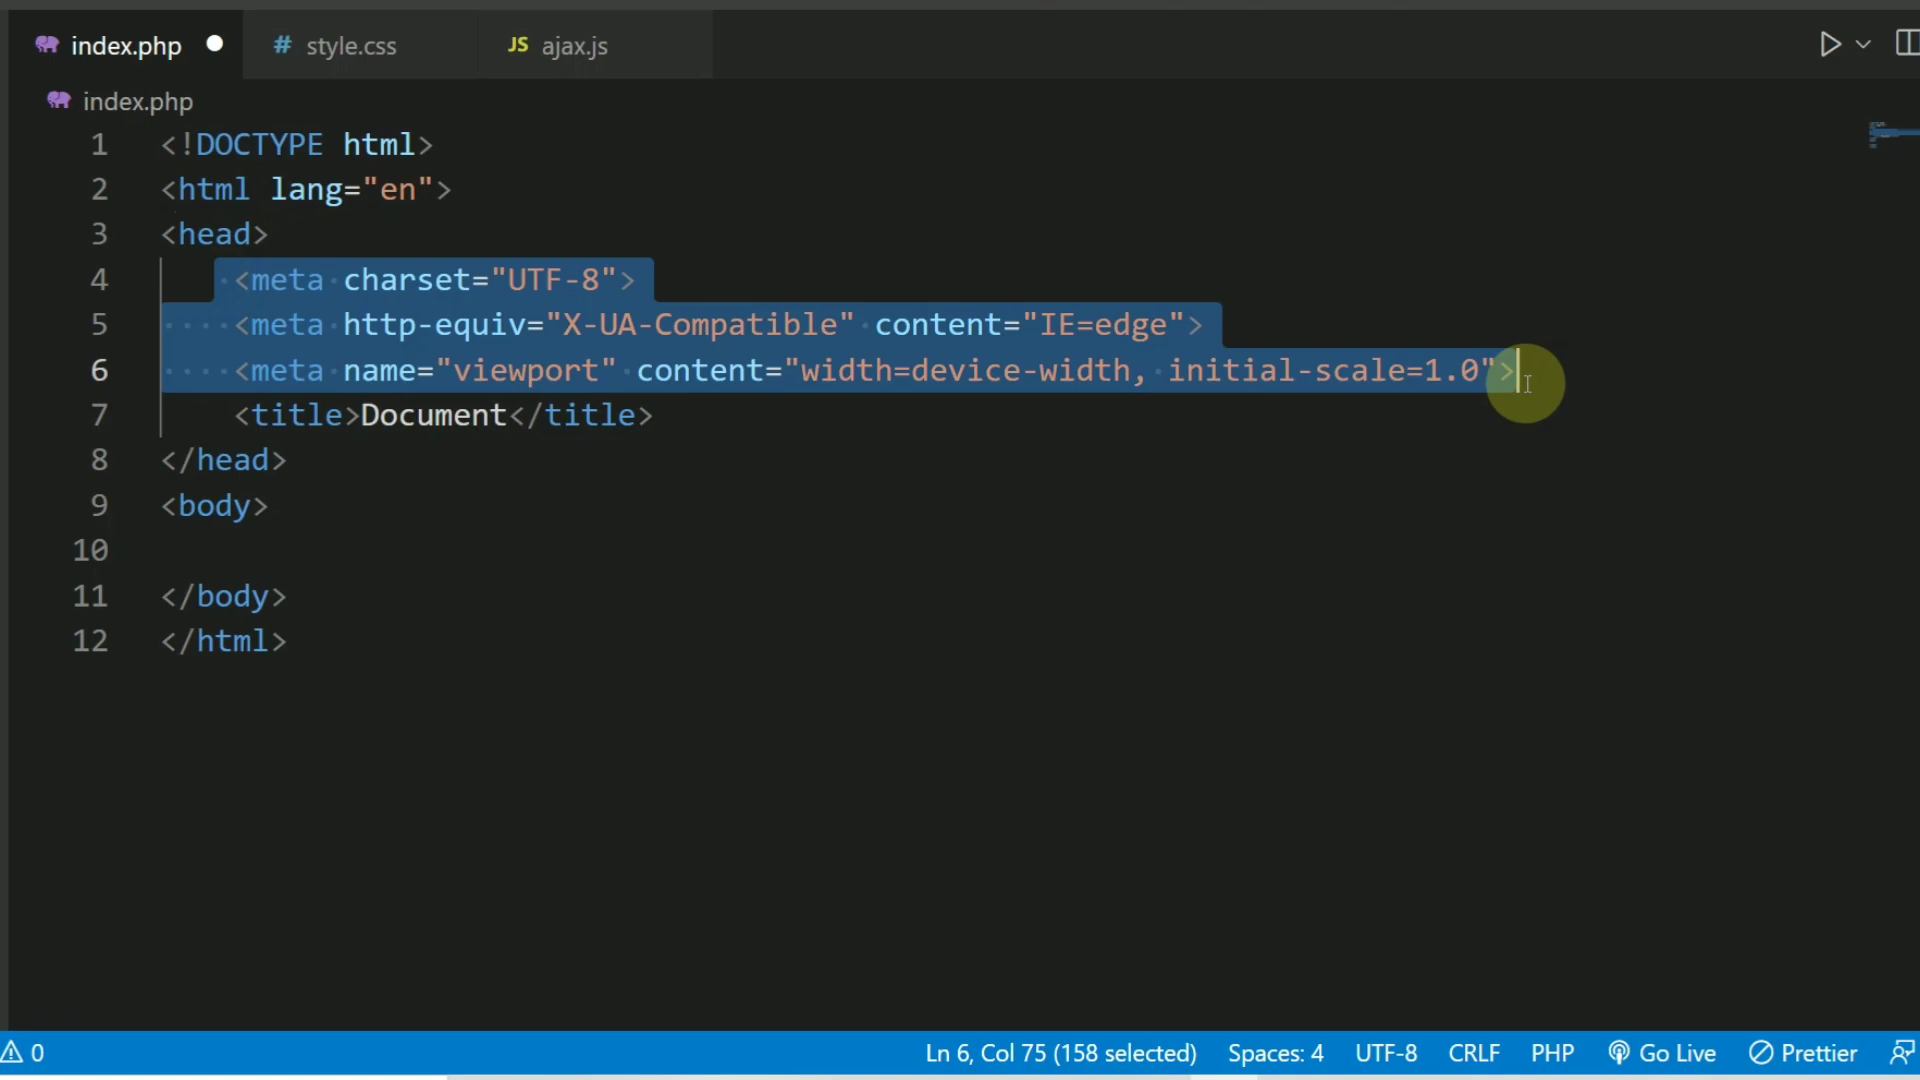 index.php
style.css
JS ajax.js
index.php
1 <!DOCTYPE html>
2 <html lang="en">
3 <head>
4 <meta charset="UTF-8">
5 <meta http-equiv="X-UA-Compatible" content="IE=edge">
6 <meta name="viewport" content="width=device-width, initial-scale=1.0">
7 <title>Document</title>
8 </head>
9 <body>
10
11 </body>
12 </html>
0 Ln 6, Col 75 (158 selected) Spaces: 4 UTF-8 CRLF PHP Go Live Prettier